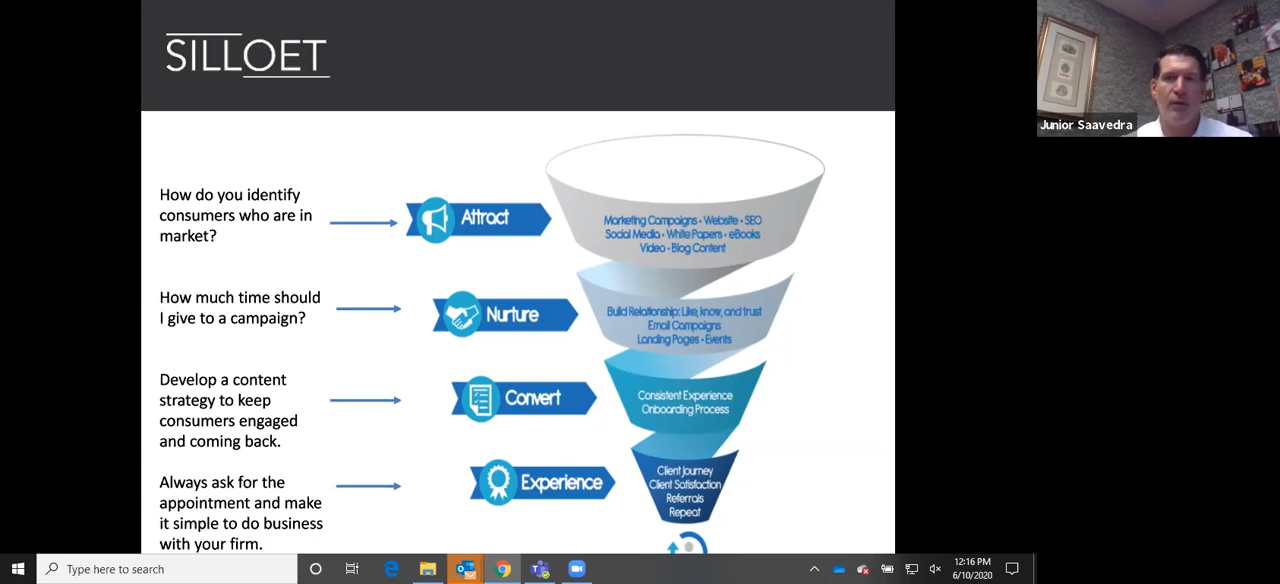 SILLOET
Junior Saavedra
How do you identify
consumers who are in
market?
Attract
Marketing Campaigns • Website • SEO
Social Media • White Papers • eBooks
Video • Blog Content
How much time should
I give to a campaign?
Nurture
Build Relationship: Like, know, and trust
Email Campaigns
Landing Pages • Events
Develop a content
strategy to keep
consumers engaged
and coming back.
Convert
Consistent Experience
Onboarding Process
Always ask for the
appointment and make
it simple to do business
with your firm.
Experience
Client Journey
Client Satisfaction
Referrals
Repeat
Type here to search
12:16 PM
6/10/2020